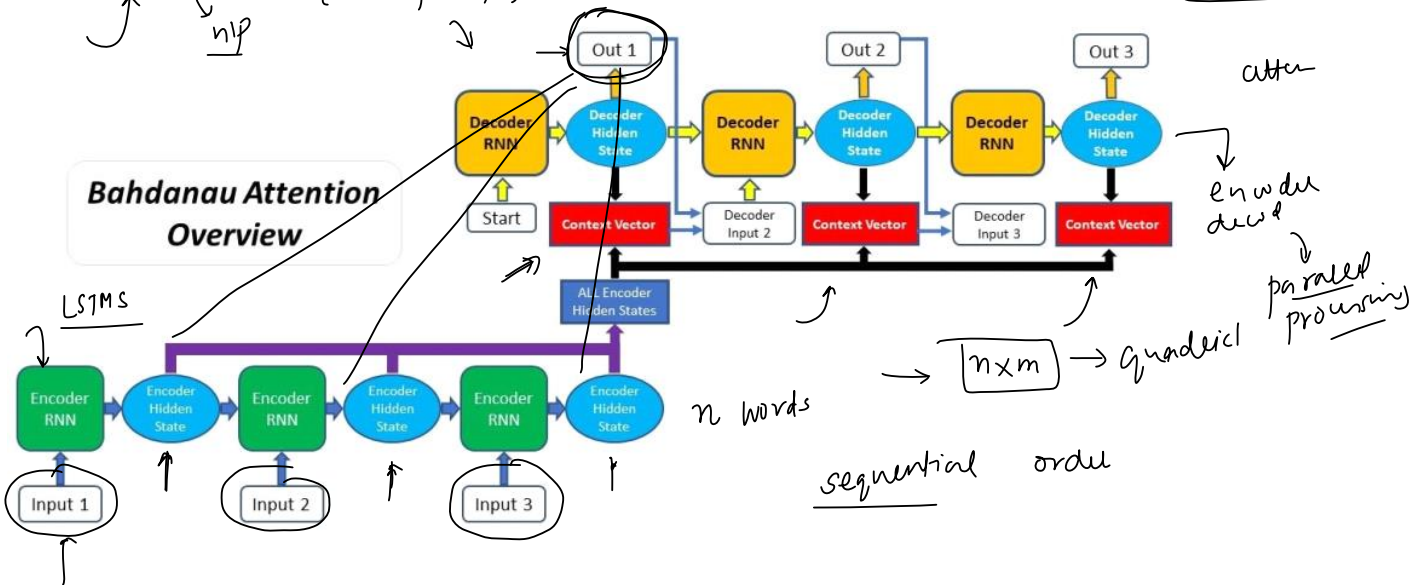 nlp
Out 1
Out 2
Out 3
atten
Decoder
RNN
Decoder
Hidden
State
Decoder
RNN
Decoder
Hidden
State
Decoder
RNN
Decoder
Hidden
State
Bahdanau Attention
Overview
Start
Context Vector
Decoder
Input 2
Context Vector
Decoder
Input 3
Context Vector
parallel
ALL Encoder
Hidden States
LSTMS
n x m
n words
Encoder
RNN
Encoder
Hidden
State
Encoder
RNN
Encoder
Hidden
State
Encoder
RNN
Encoder
Hidden
State
sequential order
Input 1
Input 2
Input 3